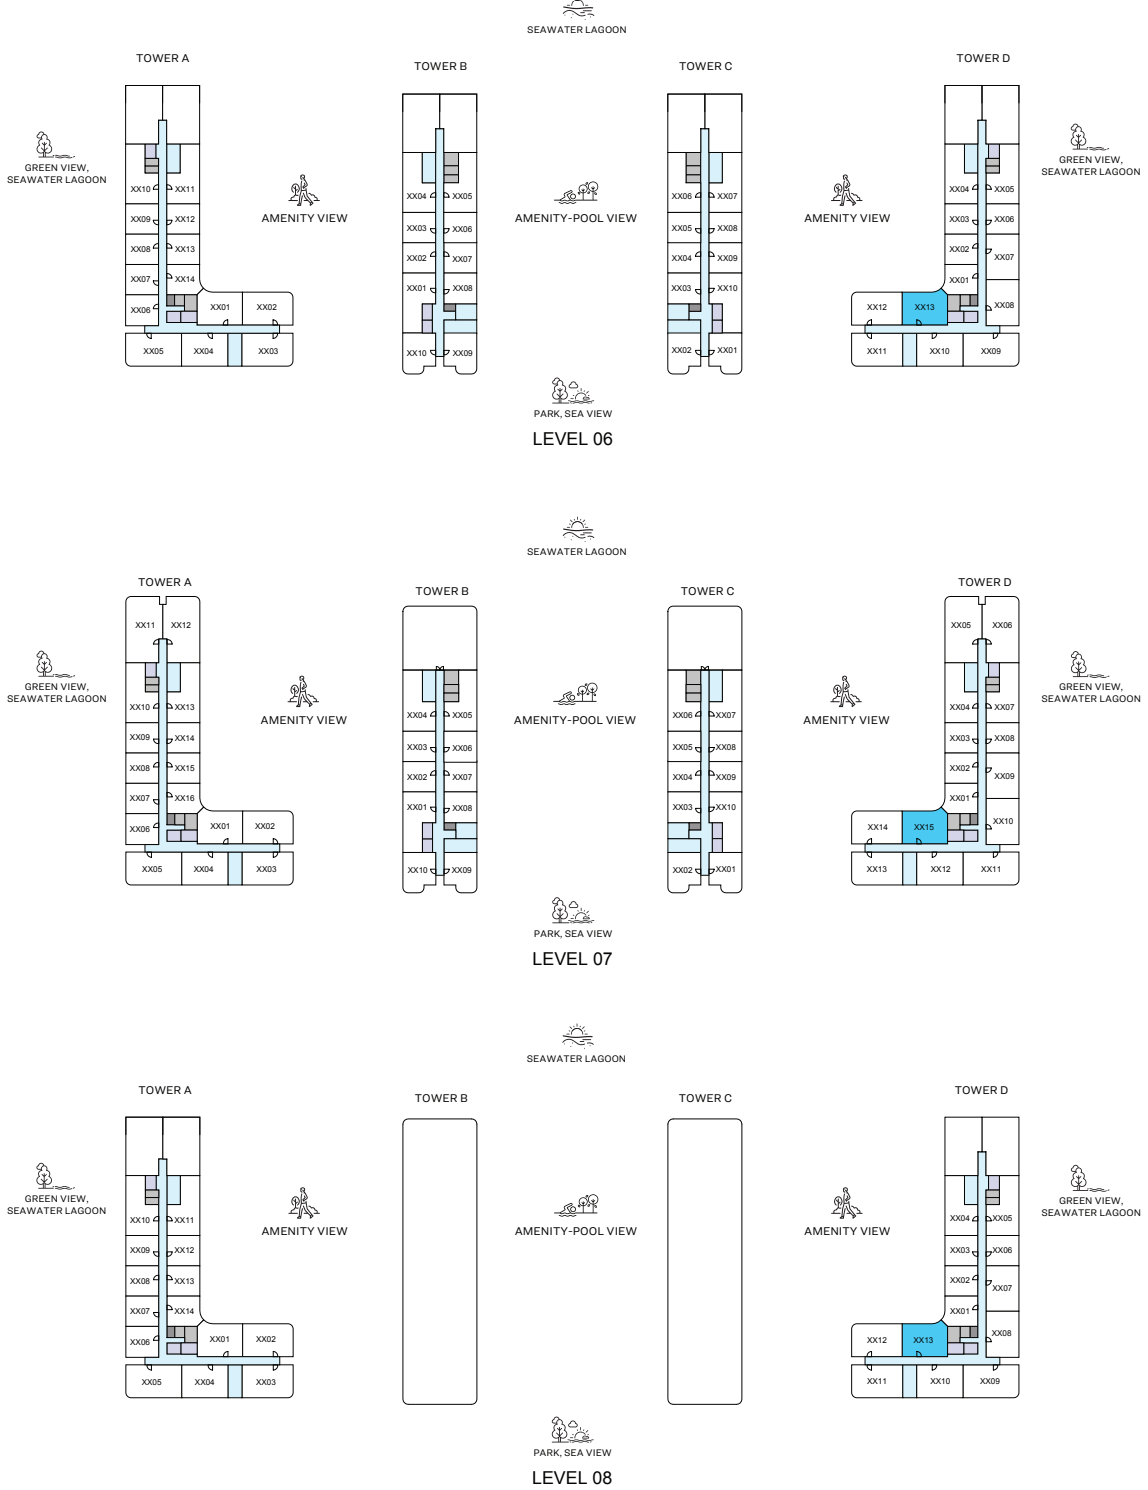 SEAWATER LAGOON
TOWER A
TOWER B
TOWER C
TOWER D
GREEN VIEW,
SEAWATER LAGOON
AMENITY VIEW
AMENITY-POOL VIEW
AMENITY VIEW
GREEN VIEW,
SEAWATER LAGOON
XX10 XX11
XX09 XX12
XX08 XX13
XX07 XX14
XX06 XX01 XX02
XX05 XX04 XX03
XX04 XX05
XX03 XX06
XX02 XX07
XX01 XX08
XX10 XX09
XX06 XX07
XX05 XX08
XX04 XX09
XX03 XX10
XX02 XX01
XX04 XX05
XX03 XX06
XX02 XX07
XX01
XX12 XX13 XX08
XX11 XX10 XX09
PARK, SEA VIEW
LEVEL 06
SEAWATER LAGOON
TOWER A
TOWER B
TOWER C
TOWER D
GREEN VIEW,
SEAWATER LAGOON
AMENITY VIEW
AMENITY-POOL VIEW
AMENITY VIEW
GREEN VIEW,
SEAWATER LAGOON
XX11 XX12
XX10 XX13
XX09 XX14
XX08 XX15
XX07 XX16
XX06 XX01 XX02
XX05 XX04 XX03
XX04 XX05
XX03 XX06
XX02 XX07
XX01 XX08
XX10 XX09
XX06 XX07
XX05 XX08
XX04 XX09
XX03 XX10
XX02 XX01
XX05 XX06
XX04 XX07
XX03 XX08
XX02 XX09
XX01
XX14 XX15 XX10
XX13 XX12 XX11
PARK, SEA VIEW
LEVEL 07
SEAWATER LAGOON
TOWER A
TOWER B
TOWER C
TOWER D
GREEN VIEW,
SEAWATER LAGOON
AMENITY VIEW
AMENITY-POOL VIEW
AMENITY VIEW
GREEN VIEW,
SEAWATER LAGOON
XX10 XX11
XX09 XX12
XX08 XX13
XX07 XX14
XX06 XX01 XX02
XX05 XX04 XX03
XX04 XX05
XX03 XX06
XX02 XX07
XX01
XX12 XX13 XX08
XX11 XX10 XX09
PARK, SEA VIEW
LEVEL 08